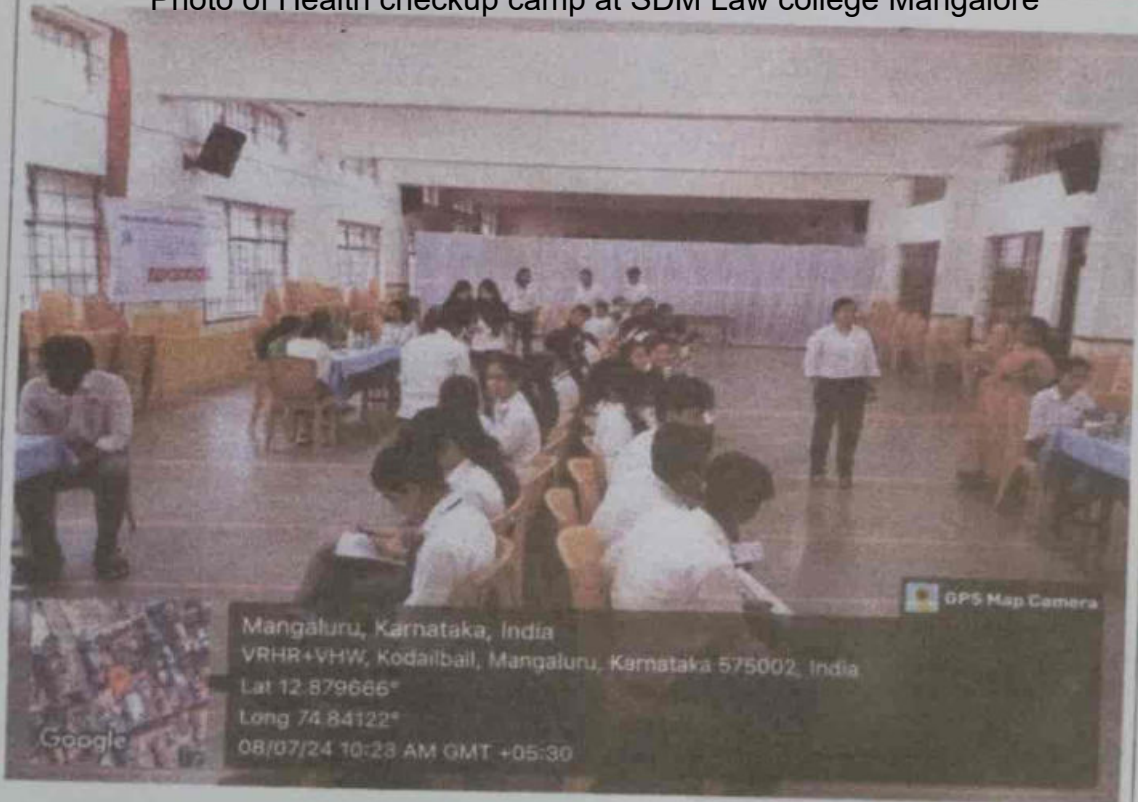 Photo of Health checkup camp at SDM Law college Mangalore
GPS Map Camera
Mangaluru, Karnataka, India
VRHR+VHW, Kodailbail, Mangaluru, Karnataka 575002, India
Lat 12.879666°
Long 74.84122°
08/07/24 10:28 AM GMT +05:30
Google